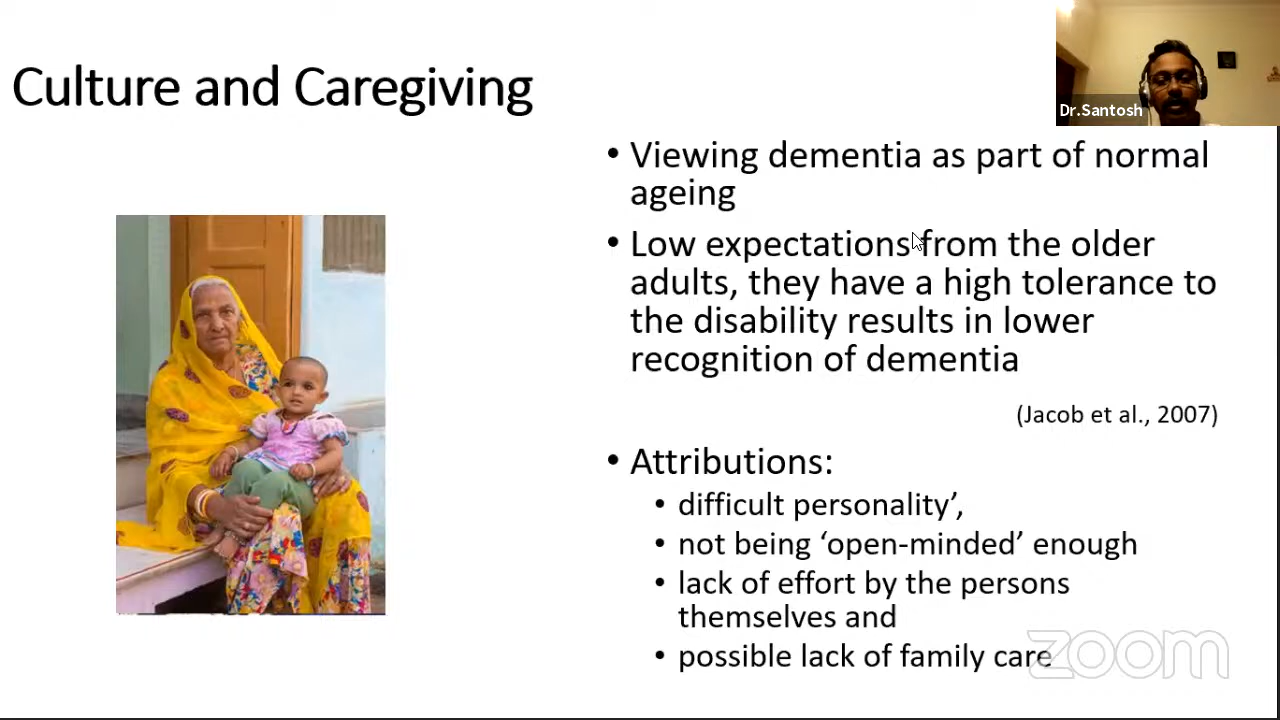 Culture and Caregiving
Dr.Santosh
• Viewing dementia as part of normal
ageing
• Low expectations from the older
adults, they have a high tolerance to
the disability results in lower
recognition of dementia
(Jacob et al., 2007)
• Attributions:
• difficult personality’,
• not being ‘open-minded’ enough
• lack of effort by the persons
themselves and
• possible lack of family care
zoom